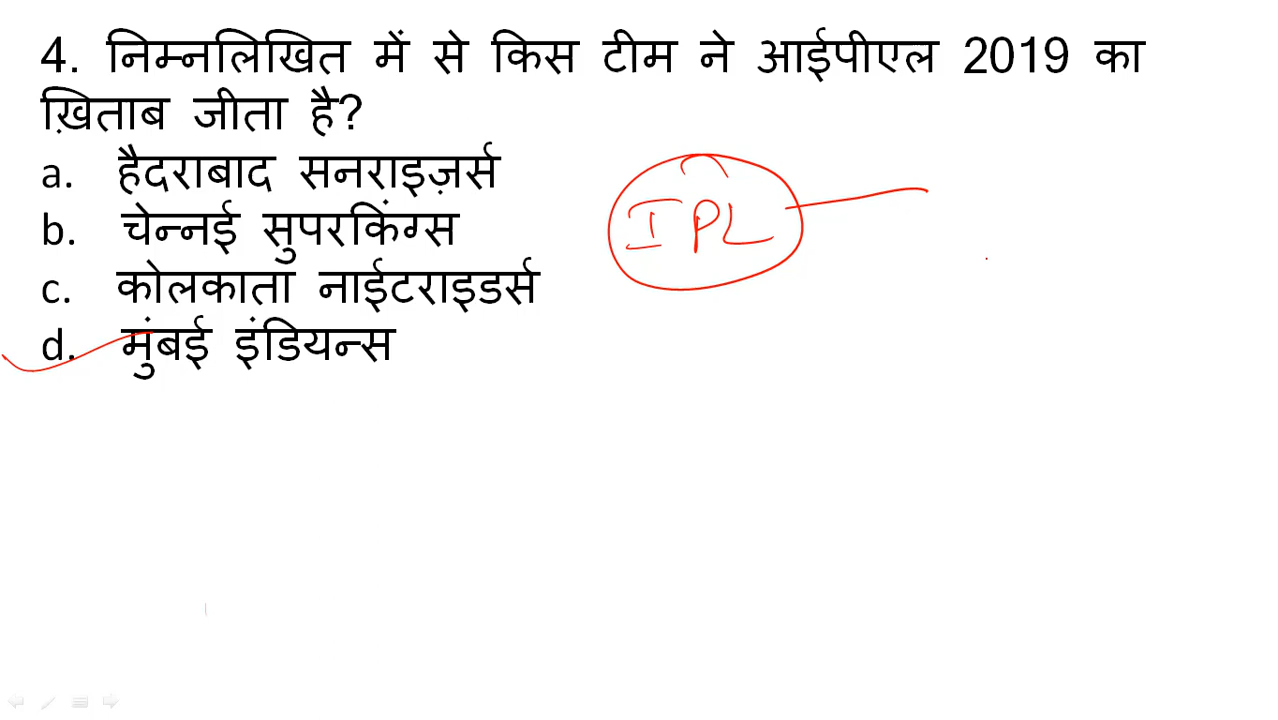 4. निम्नलिखित में से किस टीम ने आईपीएल 2019 का
ख़िताब जीता है?
a. हैदराबाद सनराइज़र्स
b. चेन्नई सुपरकिंग्स
c. कोलकाता नाईटराइडर्स
d. मुंबई इंडियन्स
IPL